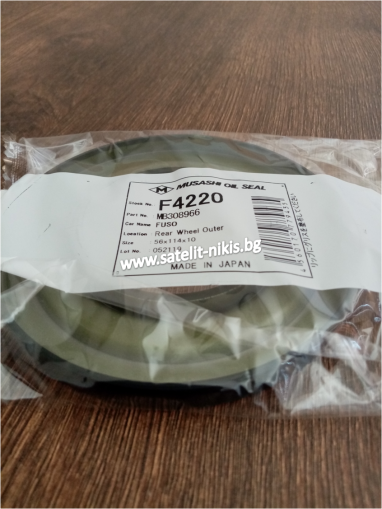 MUSASHI OIL SEAL
Stock No. F4220
Part No. MB308966
Car Name FUSO
Location Rear Wheel Outer
Size 56x114x10
Lot No. 052119
MADE IN JAPAN
www.satelit-nikis.bg